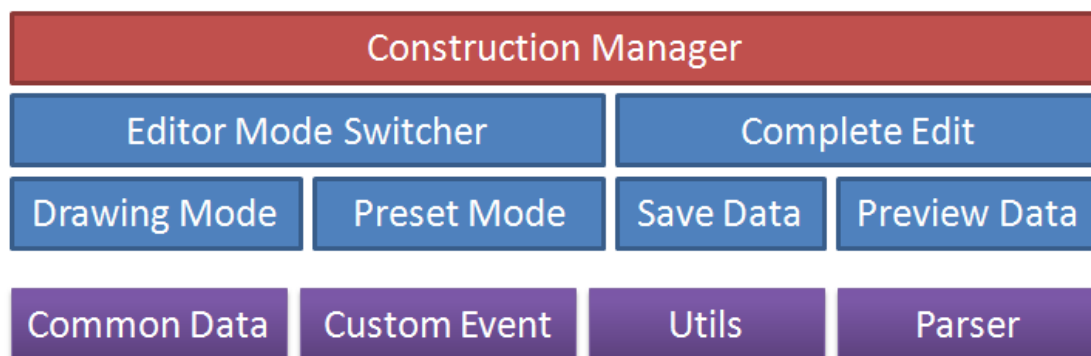 Construction Manager
Editor Mode Switcher
Complete Edit
Drawing Mode
Preset Mode
Save Data
Preview Data
Common Data
Custom Event
Utils
Parser